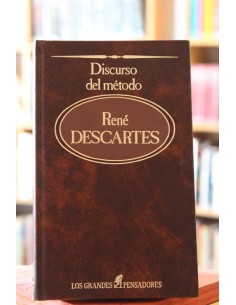 Discurso
del método
René
DESCARTES
LOS GRANDES PENSADORES